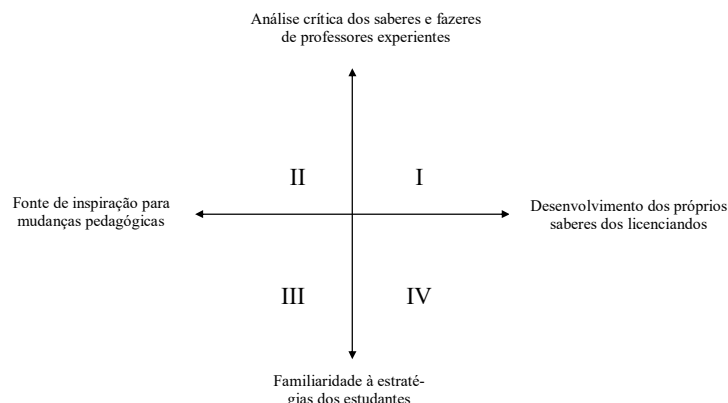 Análise crítica dos saberes e fazeres
de professores experientes
II
I
Fonte de inspiração para
mudanças pedagógicas
Desenvolvimento dos próprios
saberes dos licenciandos
III
IV
Familiaridade à estraté-
gias dos estudantes